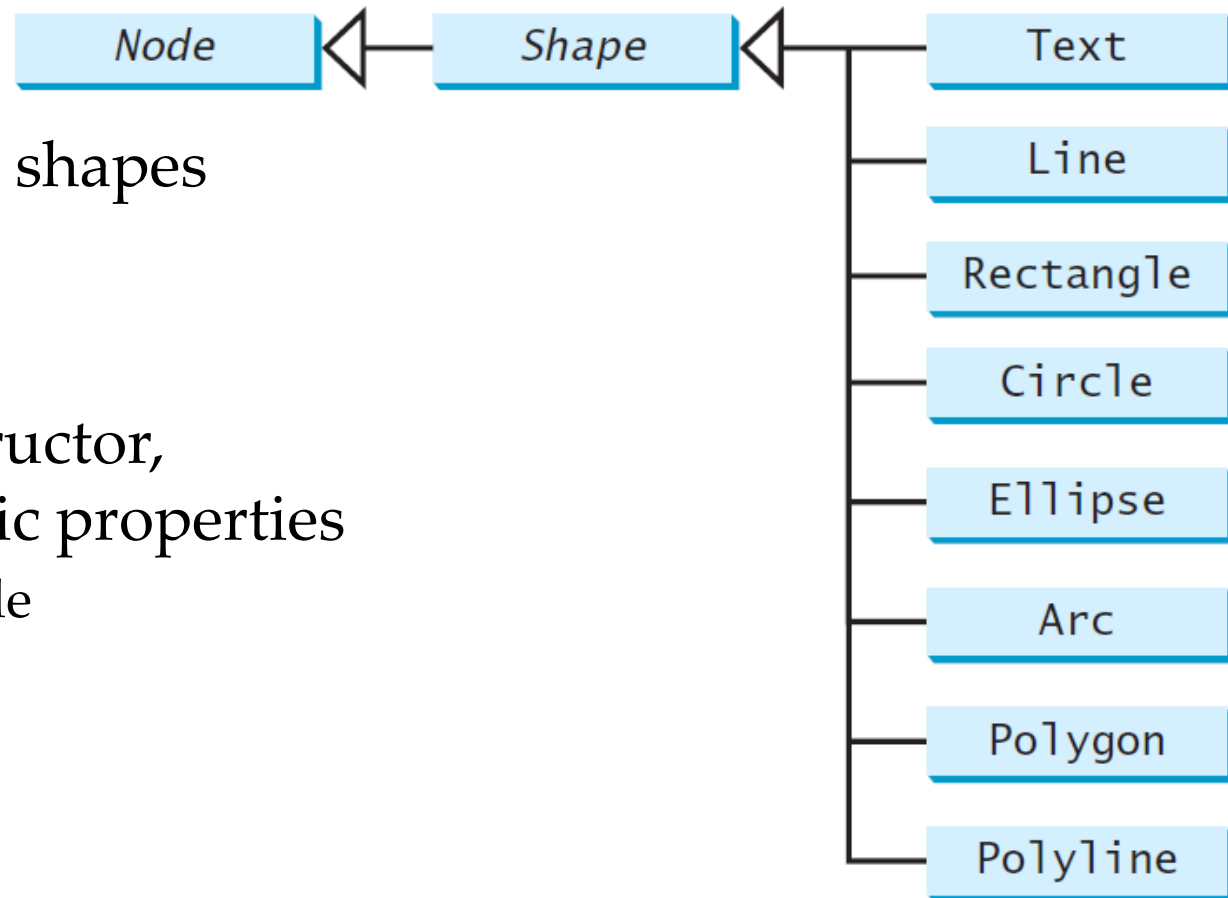 Node
Shape
Text
shapes
Line
Rectangle
Circle
ructor,
ic properties
Ellipse
le
Arc
Polygon
Polyline